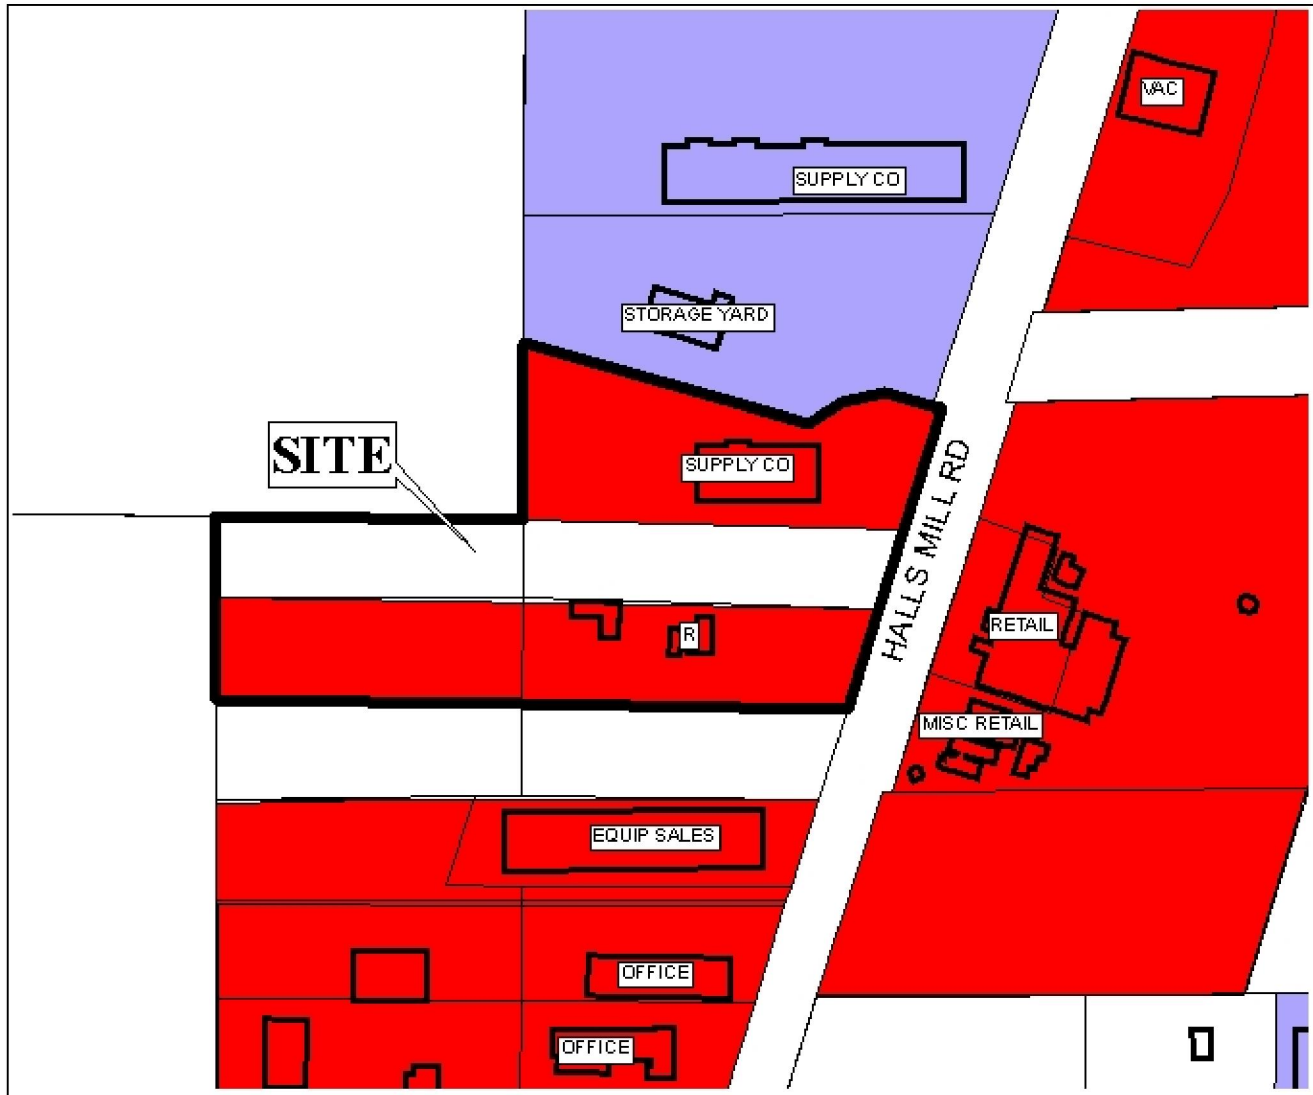 VAC
SUPPLY CO
STORAGE YARD
SITE
SUPPLY CO
HALLS MILL RD
RETAIL
R
MISC RETAIL
EQUIP SALES
OFFICE
OFFICE